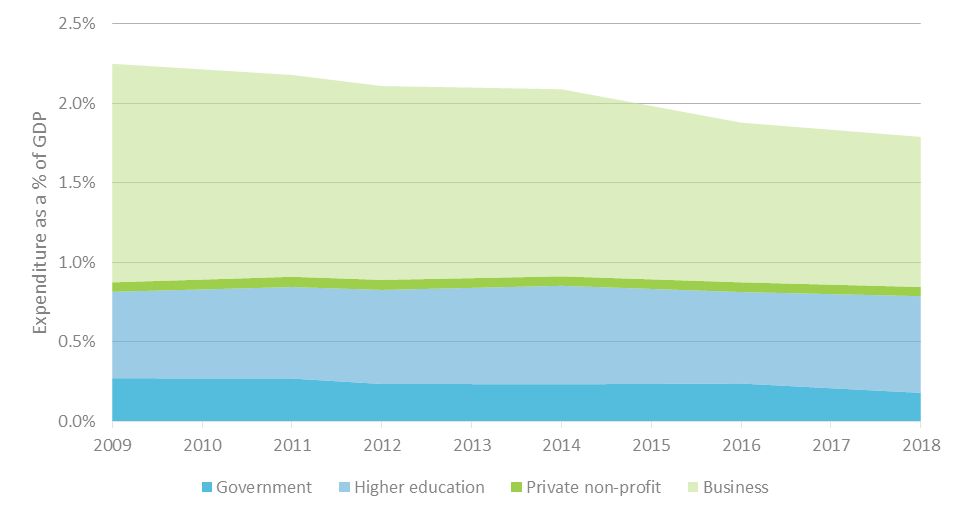 2.5%
2.0%
1.5%
1.0%
0.5%
0.0%
Expenditure as a % of GDP
2009 2010 2011 2012 2013 2014 2015 2016 2017 2018
Government Higher education Private non-profit Business